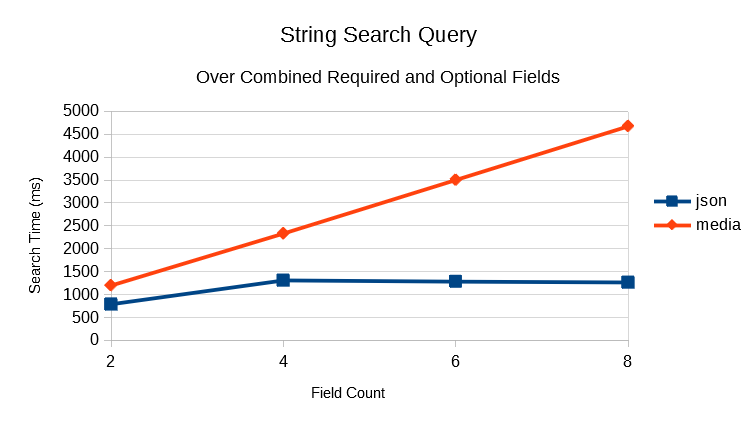 String Search Query
Over Combined Required and Optional Fields
5000
4500
4000
3500
3000
2500
2000
1500
1000
500
0
Search Time (ms)
2 4 6 8
Field Count
json
media